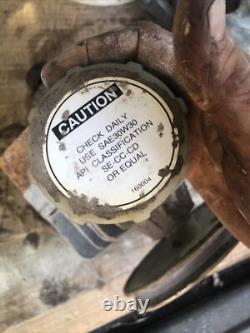 CAUTION
CHECK DAILY
USE SAE30W30
API CLASSIFICATION
SE-CC-CD
OR EQUAL
160004